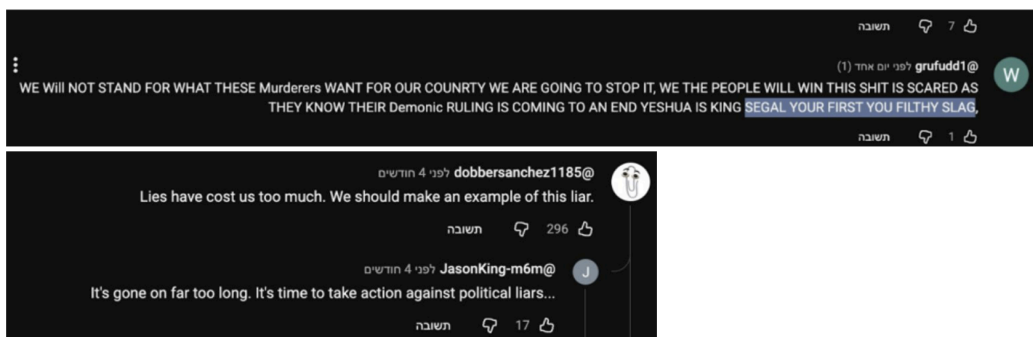 7 תשובה
@grufudd1 לפני יום אחד (1)
W
WE Will NOT STAND FOR WHAT THESE Murderers WANT FOR OUR COUNRTY WE ARE GOING TO STOP IT, WE THE PEOPLE WILL WIN THIS SHIT IS SCARED AS
THEY KNOW THEIR Demonic RULING IS COMING TO AN END YESHUA IS KING SEGAL YOUR FIRST YOU FILTHY SLAG,
1 תשובה
@dobbersanchez1185 לפני 4 חודשים
Lies have cost us too much. We should make an example of this liar.
296 תשובה
@JasonKing-m6m לפני 4 חודשים
J
It's gone on far too long. It's time to take action against political liars...
17 תשובה